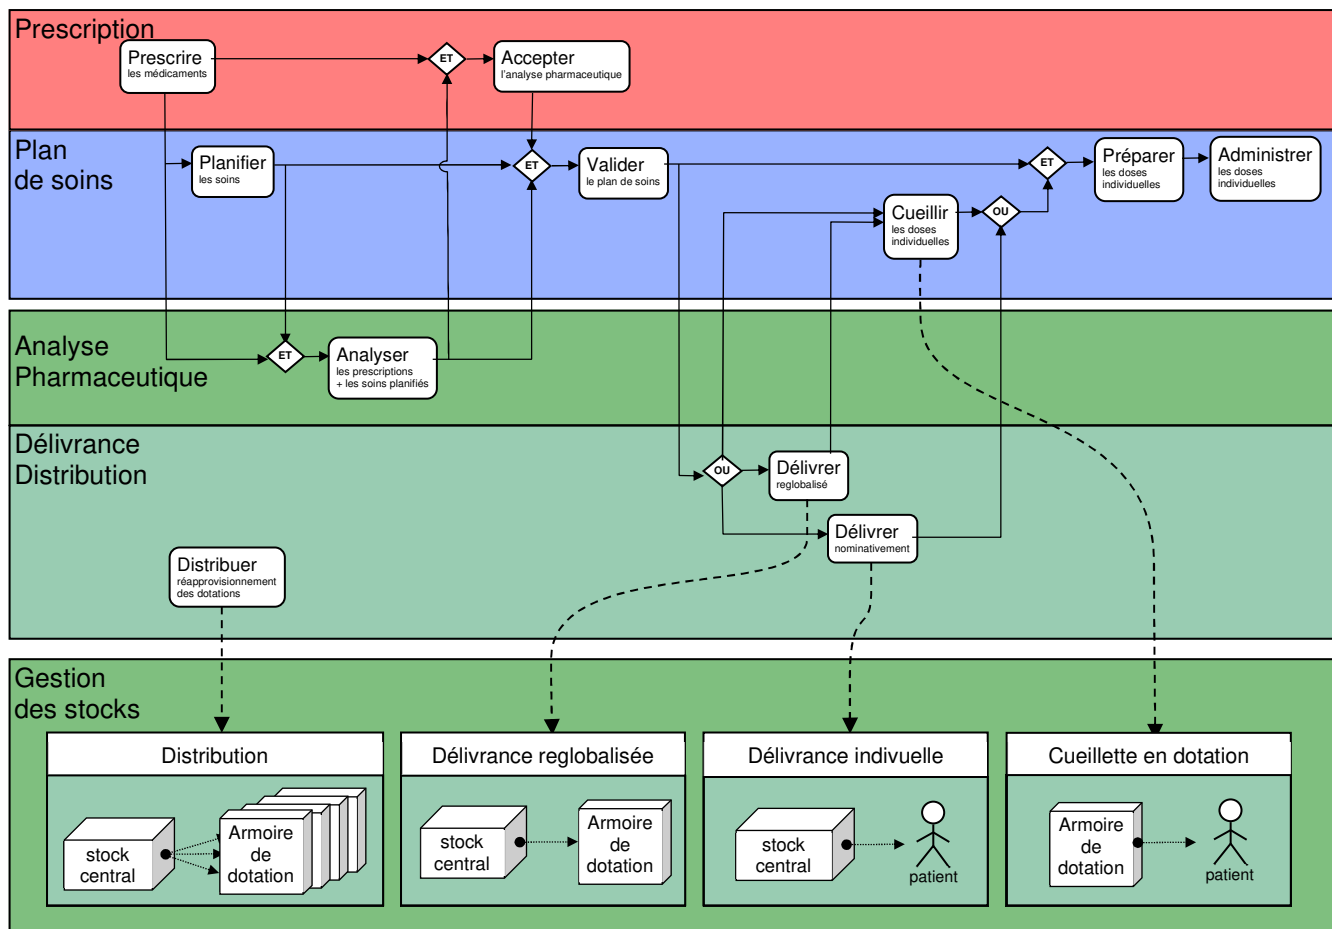 Prescription
Prescrire
les médicaments
ET
Accepter
l'analyse pharmaceutique
Plan
de soins
Planifier
les soins
ET
Valider
le plan de soins
ET
Préparer
les doses
individuelles
Administrer
les doses
individuelles
Cueillir
les doses
individuelles
OU
Analyse
Pharmaceutique
ET
Analyser
les prescriptions
+ les soins planifiés
Délivrance
Distribution
OU
Délivrer
reglobalisé
Délivrer
nominativement
Distribuer
réapprovisionnement
des dotations
Gestion
des stocks
Distribution
stock
central
Armoire
de
dotation
Délivrance reglobalisée
stock
central
Armoire
de
dotation
Délivrance indivuelle
stock
central
patient
Cueillette en dotation
Armoire
de
dotation
patient